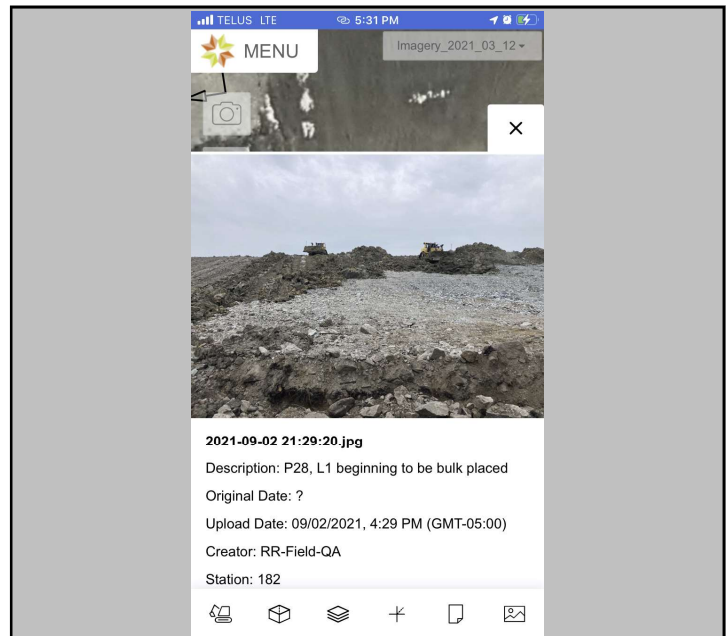 TELUS LTE 5:31 PM
MENU
Imagery_2021_03_12
2021-09-02 21:29:20.jpg
Description: P28, L1 beginning to be bulk placed
Original Date: ?
Upload Date: 09/02/2021, 4:29 PM (GMT-05:00)
Creator: RR-Field-QA
Station: 182